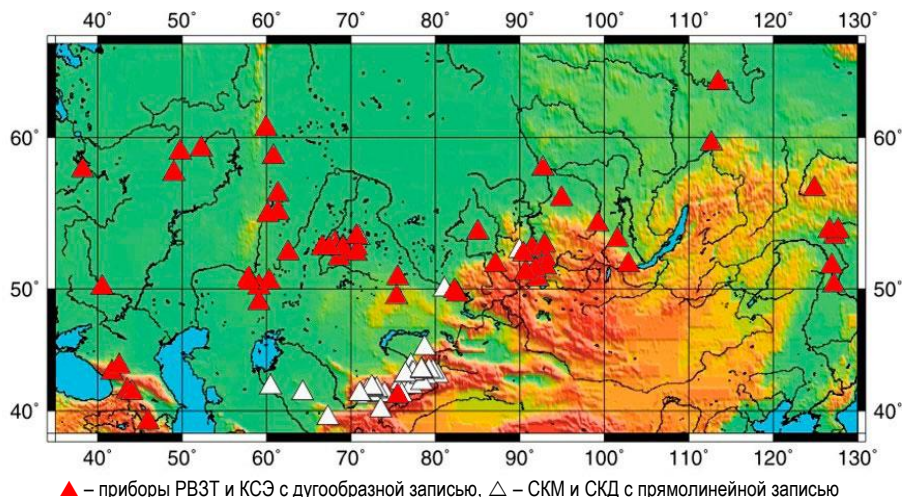 40 50 60 70 80 90 100 110 120 130
60˚ 60˚
50˚ 50˚
40˚ 40˚
40 50 60 70 80 90 100 110 120 130
▲ – приборы РВЗТ и КСЭ с дугообразной записью, △ – СКМ и СКД с прямолинейной записью